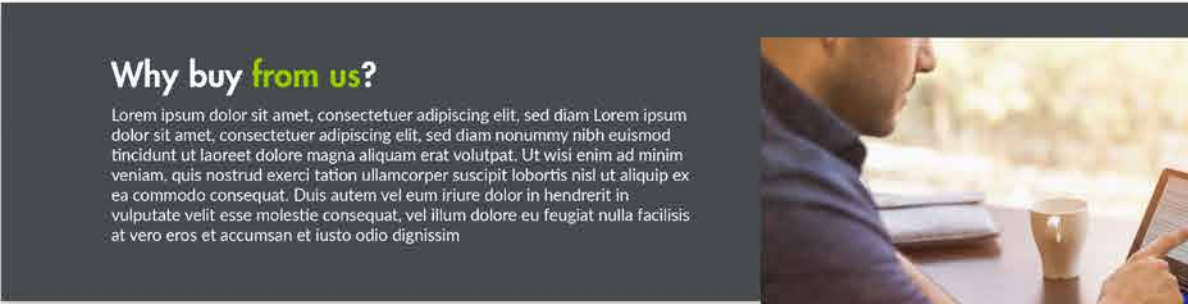 Why buy from us?
Lorem ipsum dolor sit amet, consectetuer adipiscing elit, sed diam Lorem ipsum
dolor sit amet, consectetuer adipiscing elit, sed diam nonummy nibh euismod
tincidunt ut laoreet dolore magna aliquam erat volutpat. Ut wisi enim ad minim
veniam, quis nostrud exerci tation ullamcorper suscipit lobortis nisl ut aliquip ex
ea commodo consequat. Duis autem vel eum iriure dolor in hendrerit in
vulputate velit esse molestie consequat, vel illum dolore eu feugiat nulla facilisis
at vero eros et accumsan et iusto odio dignissim